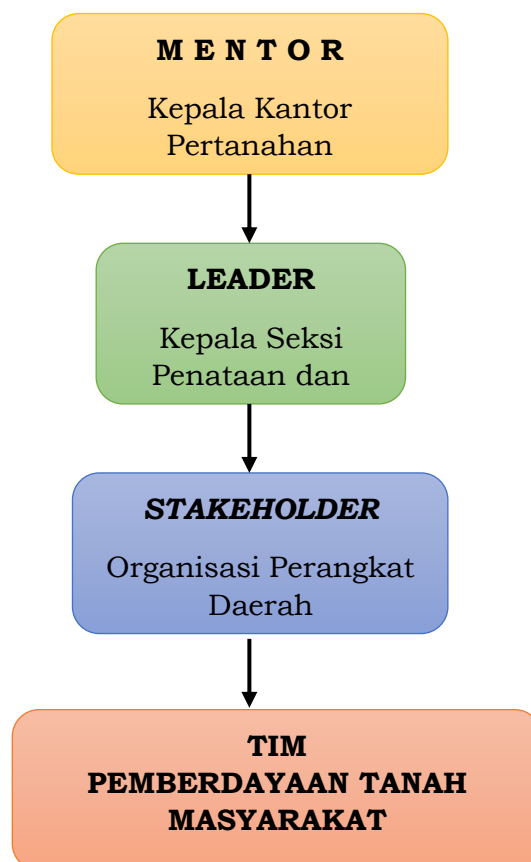 M E N T O R
Kepala Kantor
Pertanahan
LEADER
Kepala Seksi
Penataan dan
STAKEHOLDER
Organisasi Perangkat
Daerah
TIM
PEMBERDAYAAN TANAH
MASYARAKAT